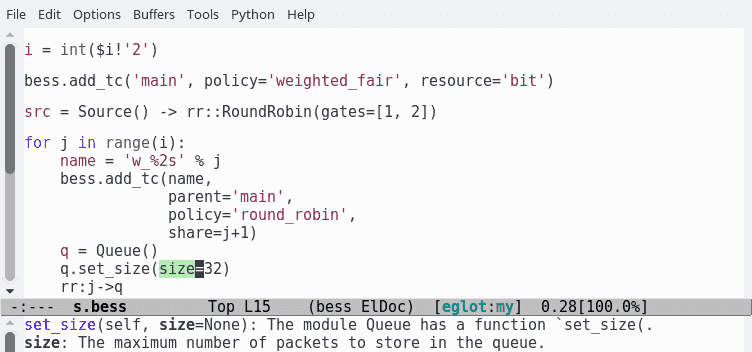 File Edit Options Buffers Tools Python Help
i = int($i!'2')
bess.add_tc('main', policy='weighted_fair', resource='bit')
src = Source() -> rr::RoundRobin(gates=[1, 2])
for j in range(i):
    name = 'w_%2s' % j
    bess.add_tc(name,
                parent='main',
                policy='round_robin',
                share=j+1)
    q = Queue()
    q.set_size(size=32)
    rr:j->q
-:--- s.bess Top L15 (bess ElDoc) [eglot:my] 0.28[100.0%]
set_size(self, size=None): The module Queue has a function `set_size(.
size: The maximum number of packets to store in the queue.